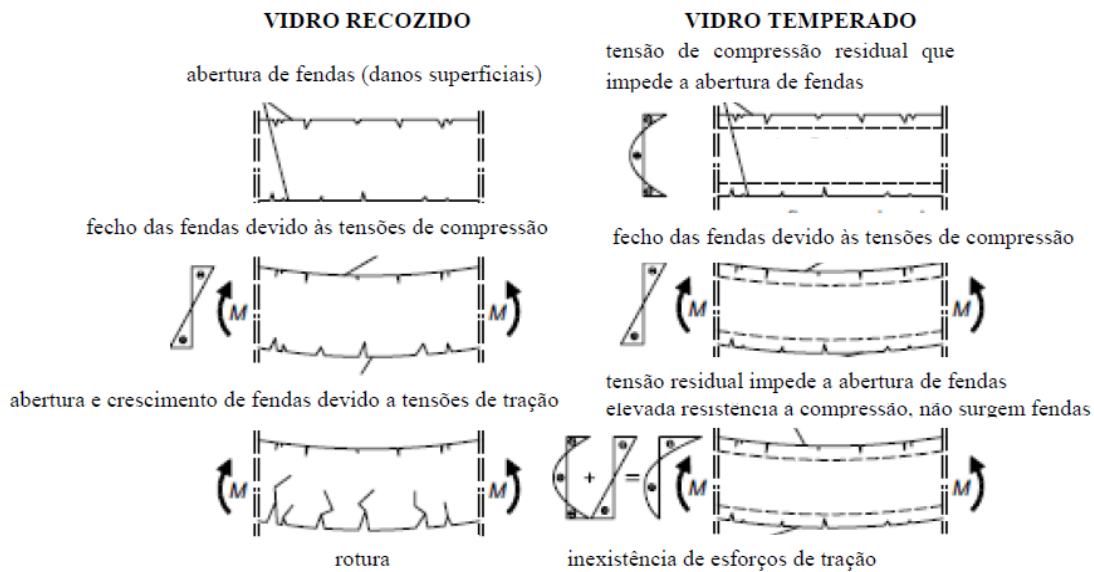 VIDRO RECOZIDO
abertura de fendas (danos superficiais)
fecho das fendas devido às tensões de compressão
M
M
abertura e crescimento de fendas devido a tensões de tração
M
M
rotura
VIDRO TEMPERADO
tensão de compressão residual que
impede a abertura de fendas
fecho das fendas devido às tensões de compressão
M
M
tensão residual impede a abertura de fendas
elevada resistência a compressão, não surgem fendas
+
=
M
M
inexistência de esforços de tração